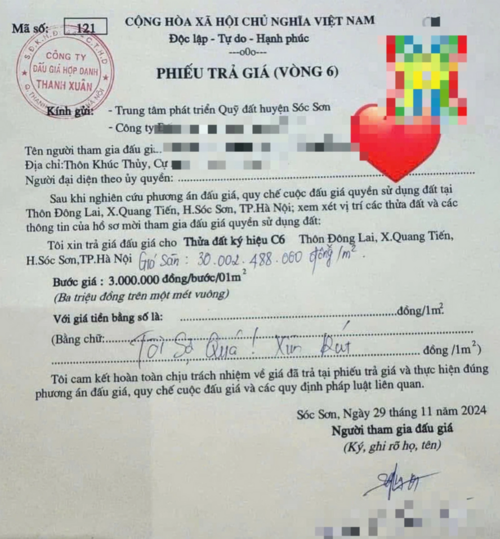 CỘNG HÒA XÃ HỘI CHỦ NGHĨA VIỆT NAM
Mã số: 121
Độc lập - Tự do - Hạnh phúc
---o0o---
PHIẾU TRẢ GIÁ (VÒNG 6)
CÔNG TY
ĐẤU GIÁ HỢP DANH
THANH XUÂN
Kính gửi: - Trung tâm phát triển Quỹ đất huyện Sóc Sơn
- Công ty
Tên người tham gia đấu gi
Địa chỉ:Thôn Khúc Thủy, Cự
Người đại diện theo ủy quyền:
Sau khi nghiên cứu phương án đấu giá, quy chế cuộc đấu giá quyền sử dụng đất tại
Thôn Đông Lai, X.Quang Tiến, H.Sóc Sơn, TP.Hà Nội; xem xét vị trí các thửa đất và các
thông tin của hồ sơ mời tham gia đấu giá quyền sử dụng đất:
Tôi xin trả giá đấu giá cho Thửa đất ký hiệu C6 Thôn Đông Lai, X.Quang Tiến,
H.Sóc Sơn,TP.Hà Nội Giá Sàn: 30.002.488.000 đồng/m².
Bước giá : 3.000.000 đồng/bước/01m²
(Ba triệu đồng trên một mét vuông)
Với giá tiền bằng số là: đồng/1m².
(Bằng chữ: Tôi Sợ Quá! Xin Rút đồng /1m²)
Tôi cam kết hoàn toàn chịu trách nhiệm về giá đã trả tại phiếu trả giá và thực hiện đúng
phương án đấu giá, quy chế cuộc đấu giá và các quy định pháp luật liên quan.
Sóc Sơn, Ngày 29 tháng 11 năm 2024
Người tham gia đấu giá
(Ký, ghi rõ họ, tên)